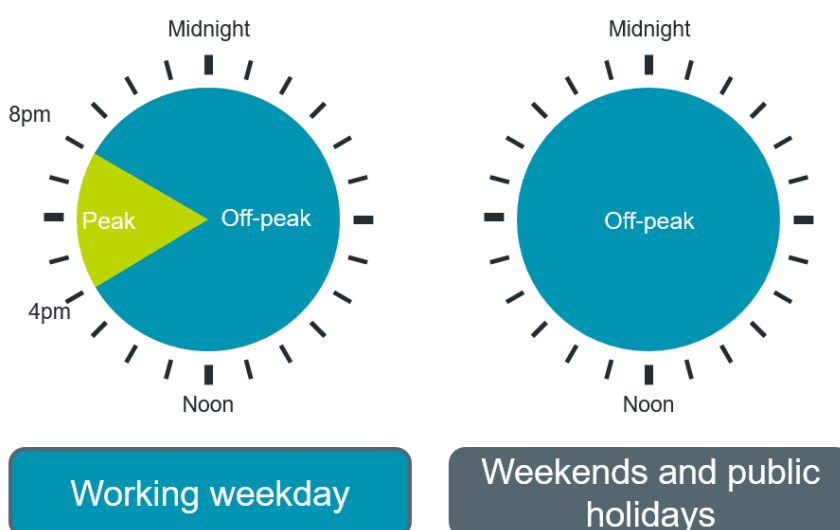 Midnight
8pm
Peak
Off-peak
4pm
Noon
Working weekday
Midnight
Off-peak
Noon
Weekends and public
holidays